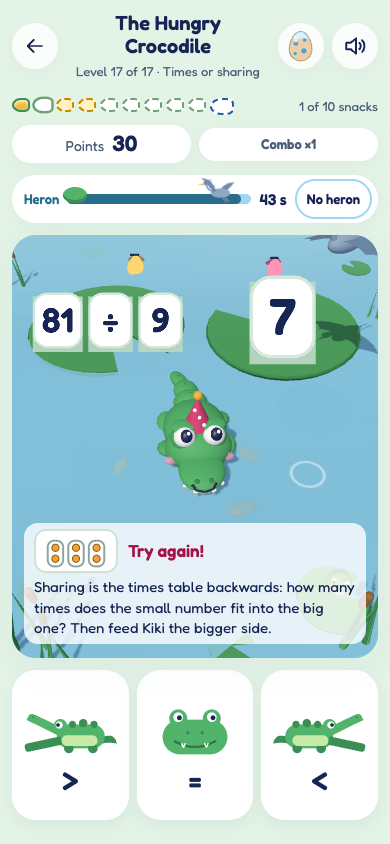 The Hungry
Crocodile
Level 17 of 17 · Times or sharing
1 of 10 snacks
Points 30
Combo ×1
Heron
43 s
No heron
81 ÷ 9
7
Try again!
Sharing is the times table backwards: how many
times does the small number fit into the big
one? Then feed Kiki the bigger side.
> = <